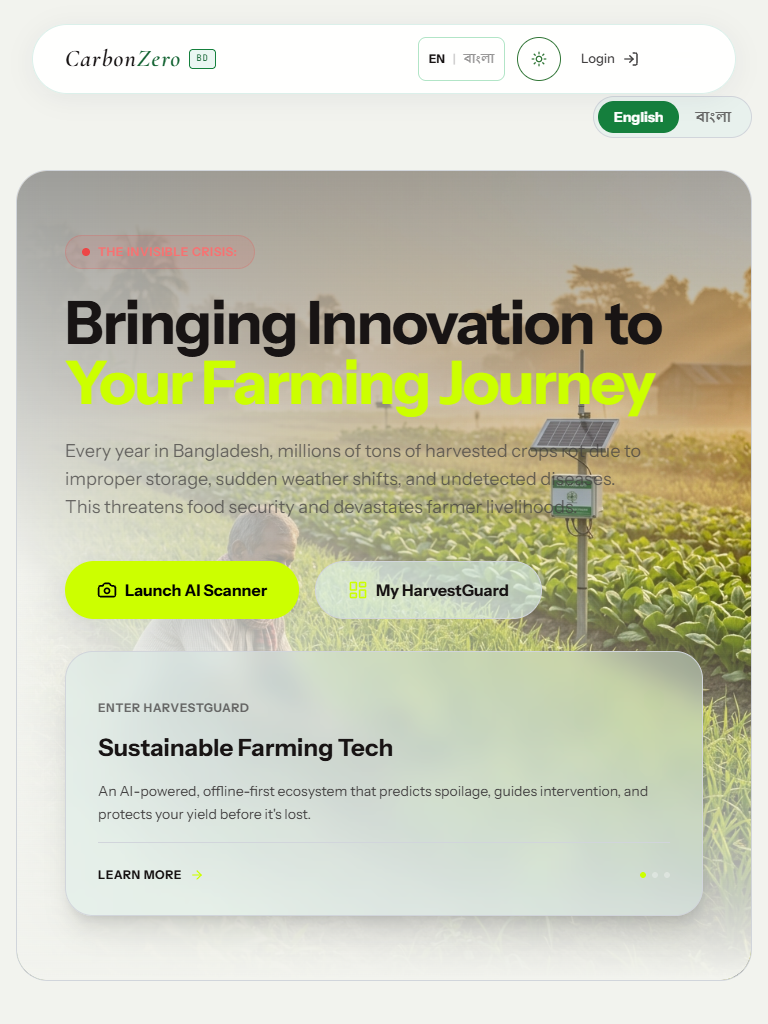 CarbonZero BD
EN | বাংলা
Login
English বাংলা
THE INVISIBLE CRISIS:
Bringing Innovation to
Your Farming Journey
Every year in Bangladesh, millions of tons of harvested crops rot due to
improper storage, sudden weather shifts, and undetected diseases.
This threatens food security and devastates farmer livelihoods.
Launch AI Scanner
My HarvestGuard
ENTER HARVESTGUARD
Sustainable Farming Tech
An AI-powered, offline-first ecosystem that predicts spoilage, guides intervention, and
protects your yield before it's lost.
LEARN MORE